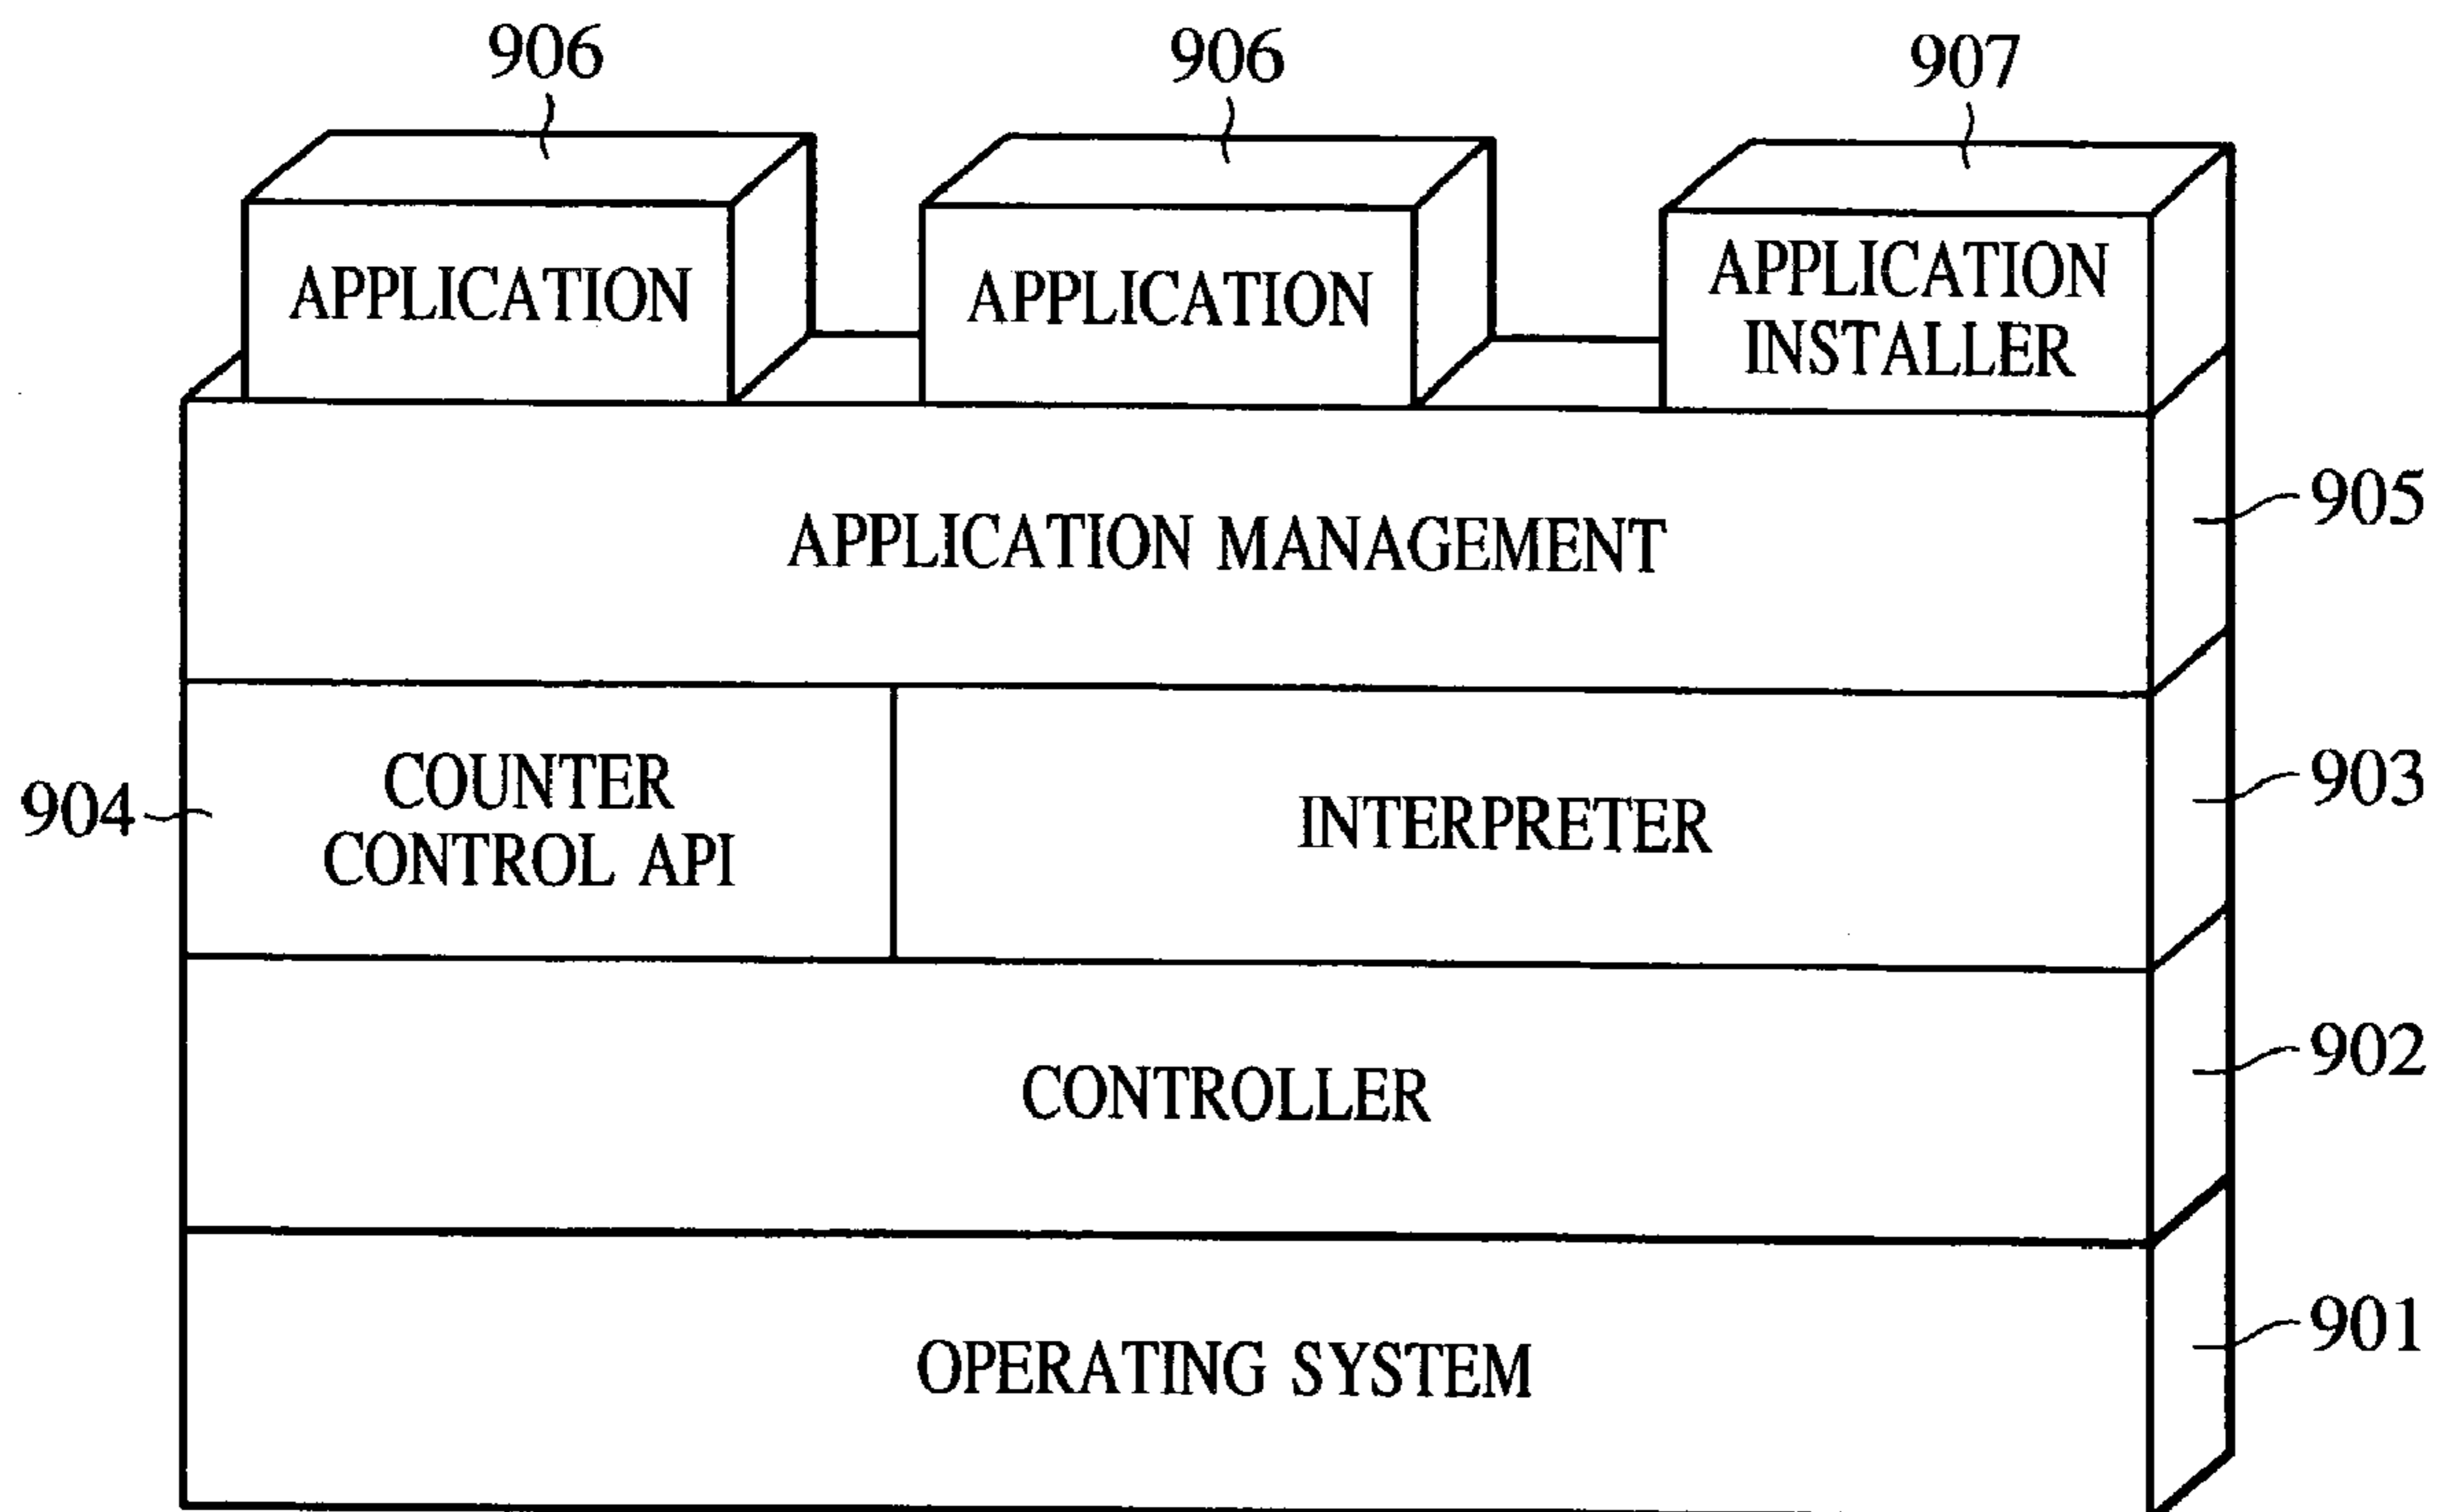 906
906
907
APPLICATION
APPLICATION
APPLICATION
INSTALLER
905
APPLICATION MANAGEMENT
904
COUNTER
CONTROL API
INTERPRETER
903
CONTROLLER
902
OPERATING SYSTEM
901